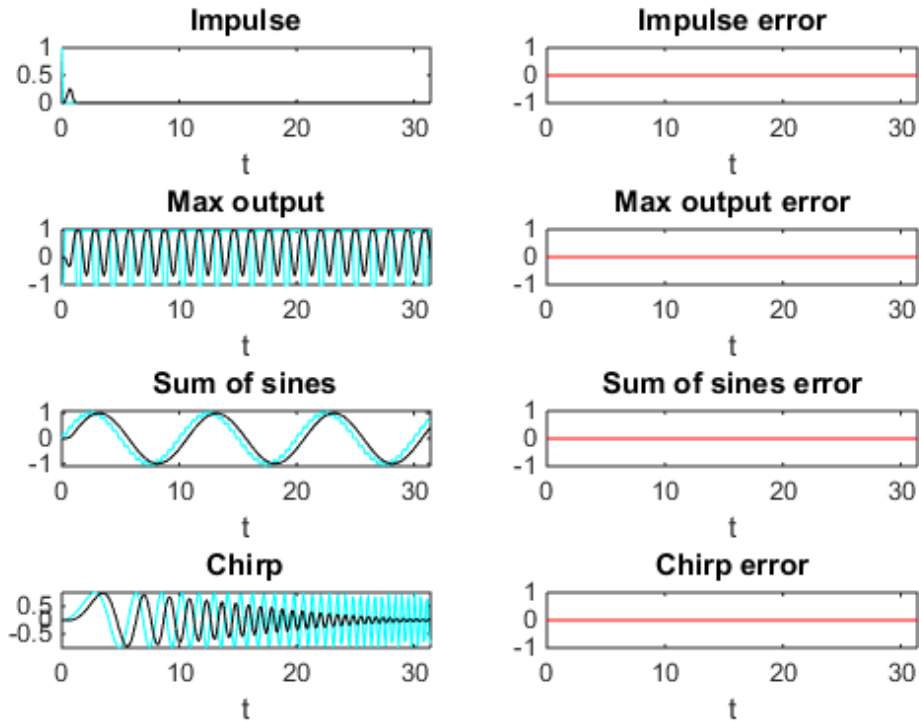 Impulse
1
0.5
0
0 10 20 30
t
Impulse error
1
0
-1
0 10 20 30
t
Max output
1
0
-1
0 10 20 30
t
Max output error
1
0
-1
0 10 20 30
t
Sum of sines
1
0
-1
0 10 20 30
t
Sum of sines error
1
0
-1
0 10 20 30
t
Chirp
0.5
-0
-0.5
0 10 20 30
t
Chirp error
1
0
-1
0 10 20 30
t